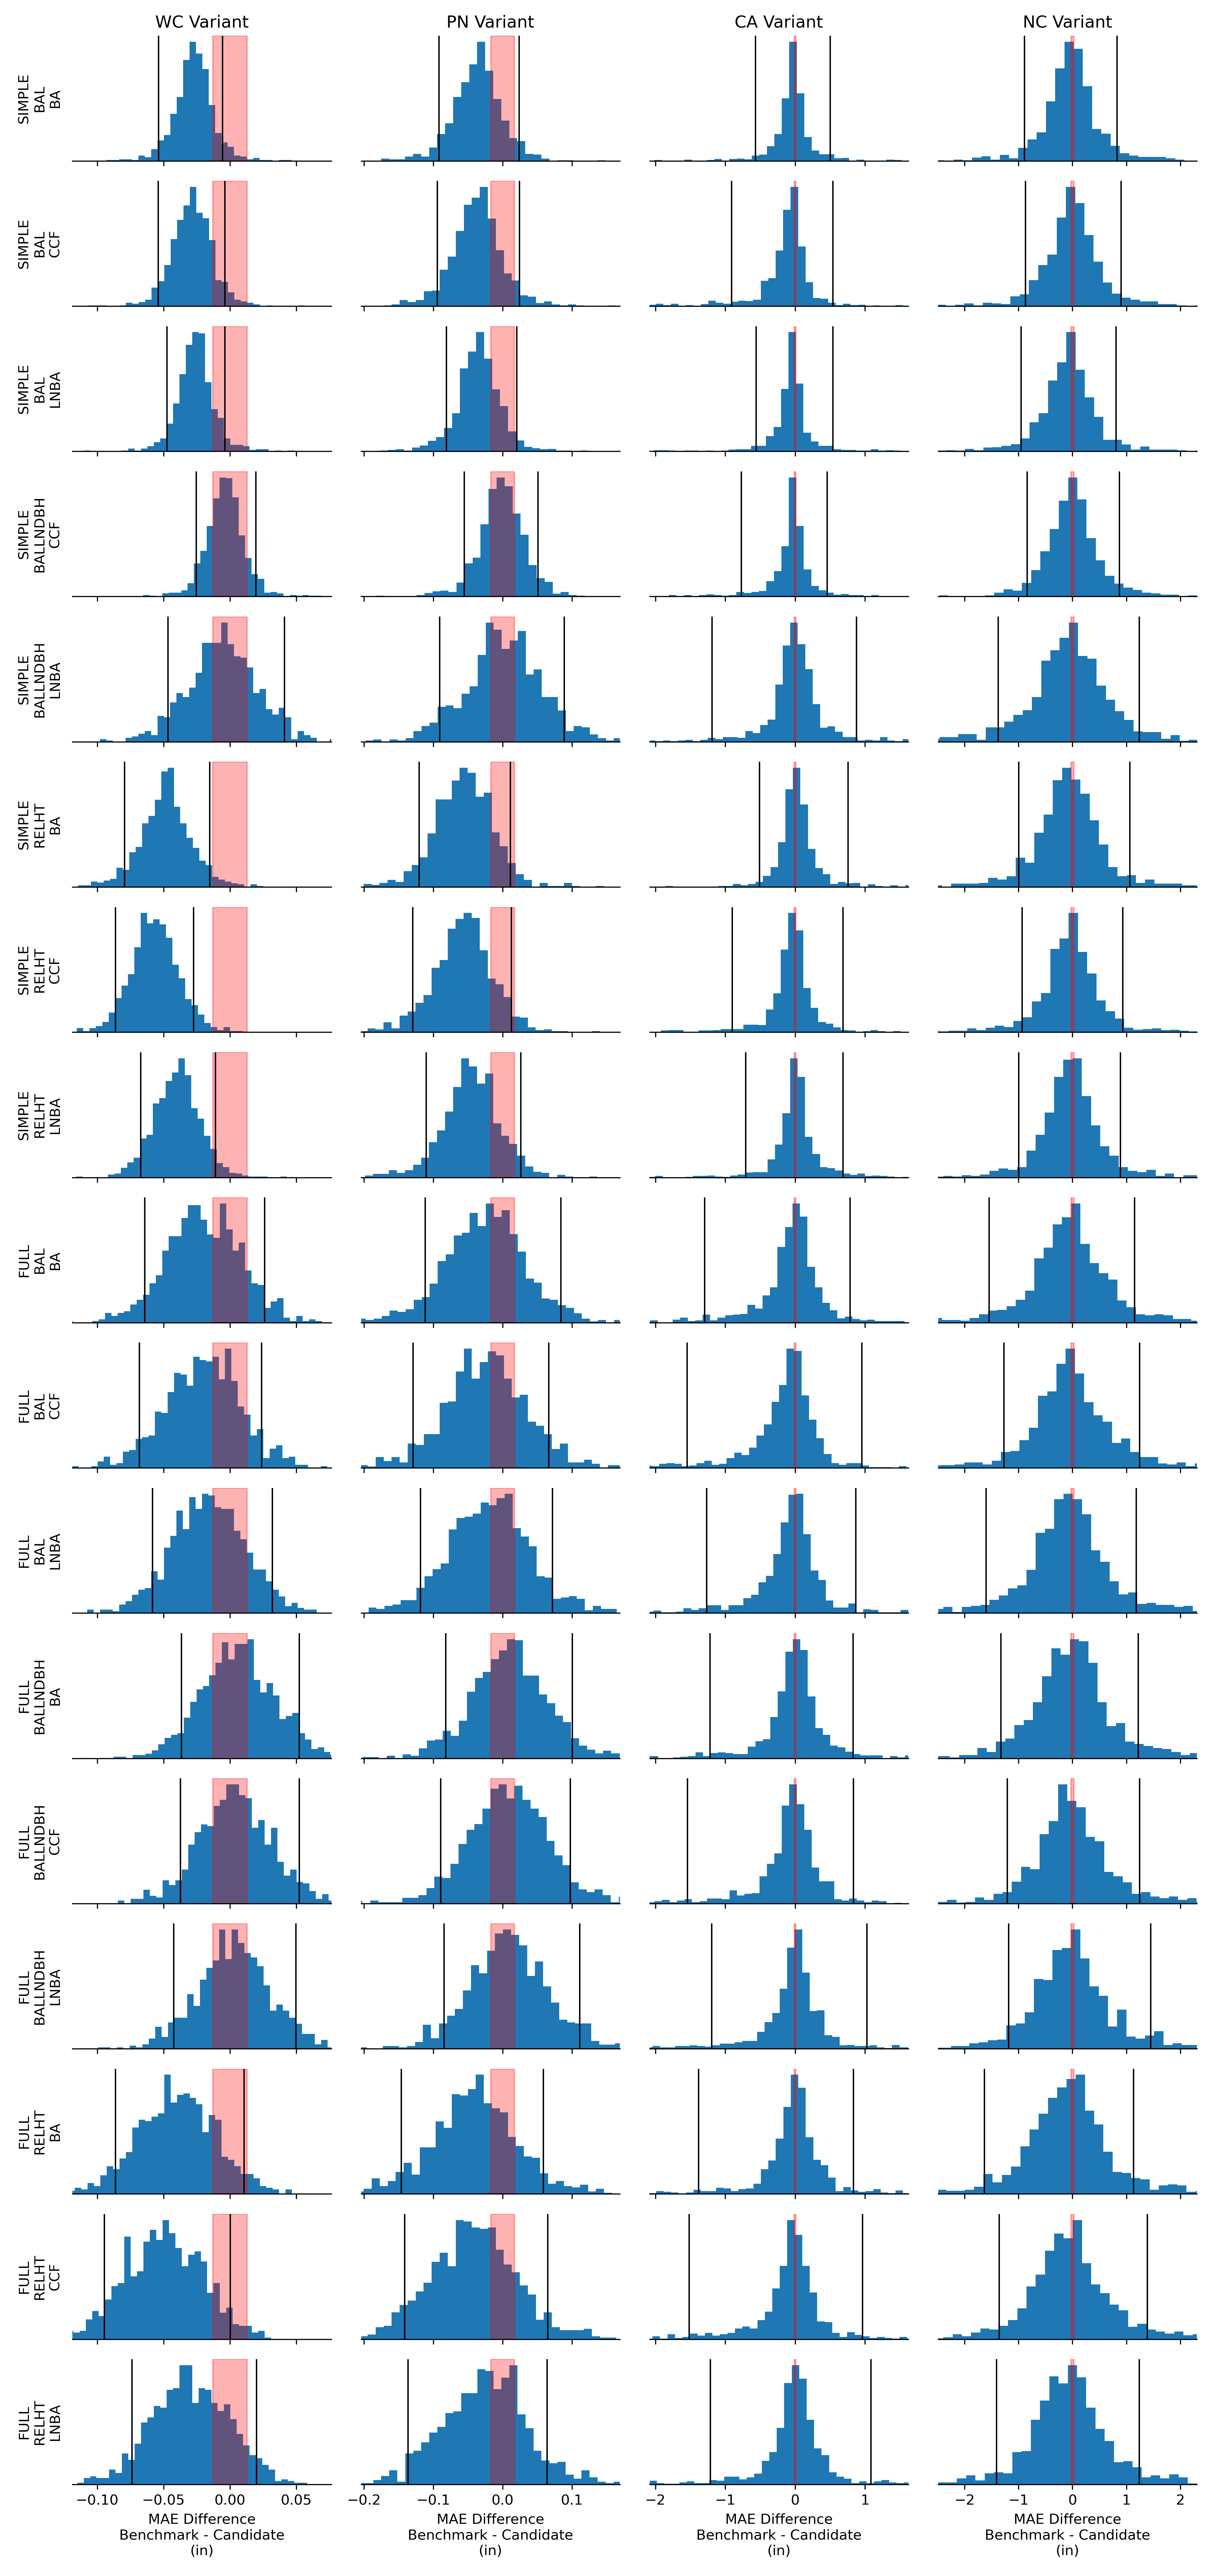 WC Variant
PN Variant
CA Variant
NC Variant
SIMPLE
BAL
BA
SIMPLE
BAL
CCF
SIMPLE
BAL
LNBA
SIMPLE
BALLNDBH
CCF
SIMPLE
BALLNDBH
LNBA
SIMPLE
RELHT
BA
SIMPLE
RELHT
CCF
SIMPLE
RELHT
LNBA
FULL
BAL
BA
FULL
BAL
CCF
FULL
BAL
LNBA
FULL
BALLNDBH
BA
FULL
BALLNDBH
CCF
FULL
BALLNDBH
LNBA
FULL
RELHT
BA
FULL
RELHT
CCF
FULL
RELHT
LNBA
−0.10 −0.05 0.00 0.05
MAE Difference
Benchmark - Candidate
(in)
−0.2 −0.1 0.0 0.1
MAE Difference
Benchmark - Candidate
(in)
−2 −1 0 1
MAE Difference
Benchmark - Candidate
(in)
−2 −1 0 1 2
MAE Difference
Benchmark - Candidate
(in)